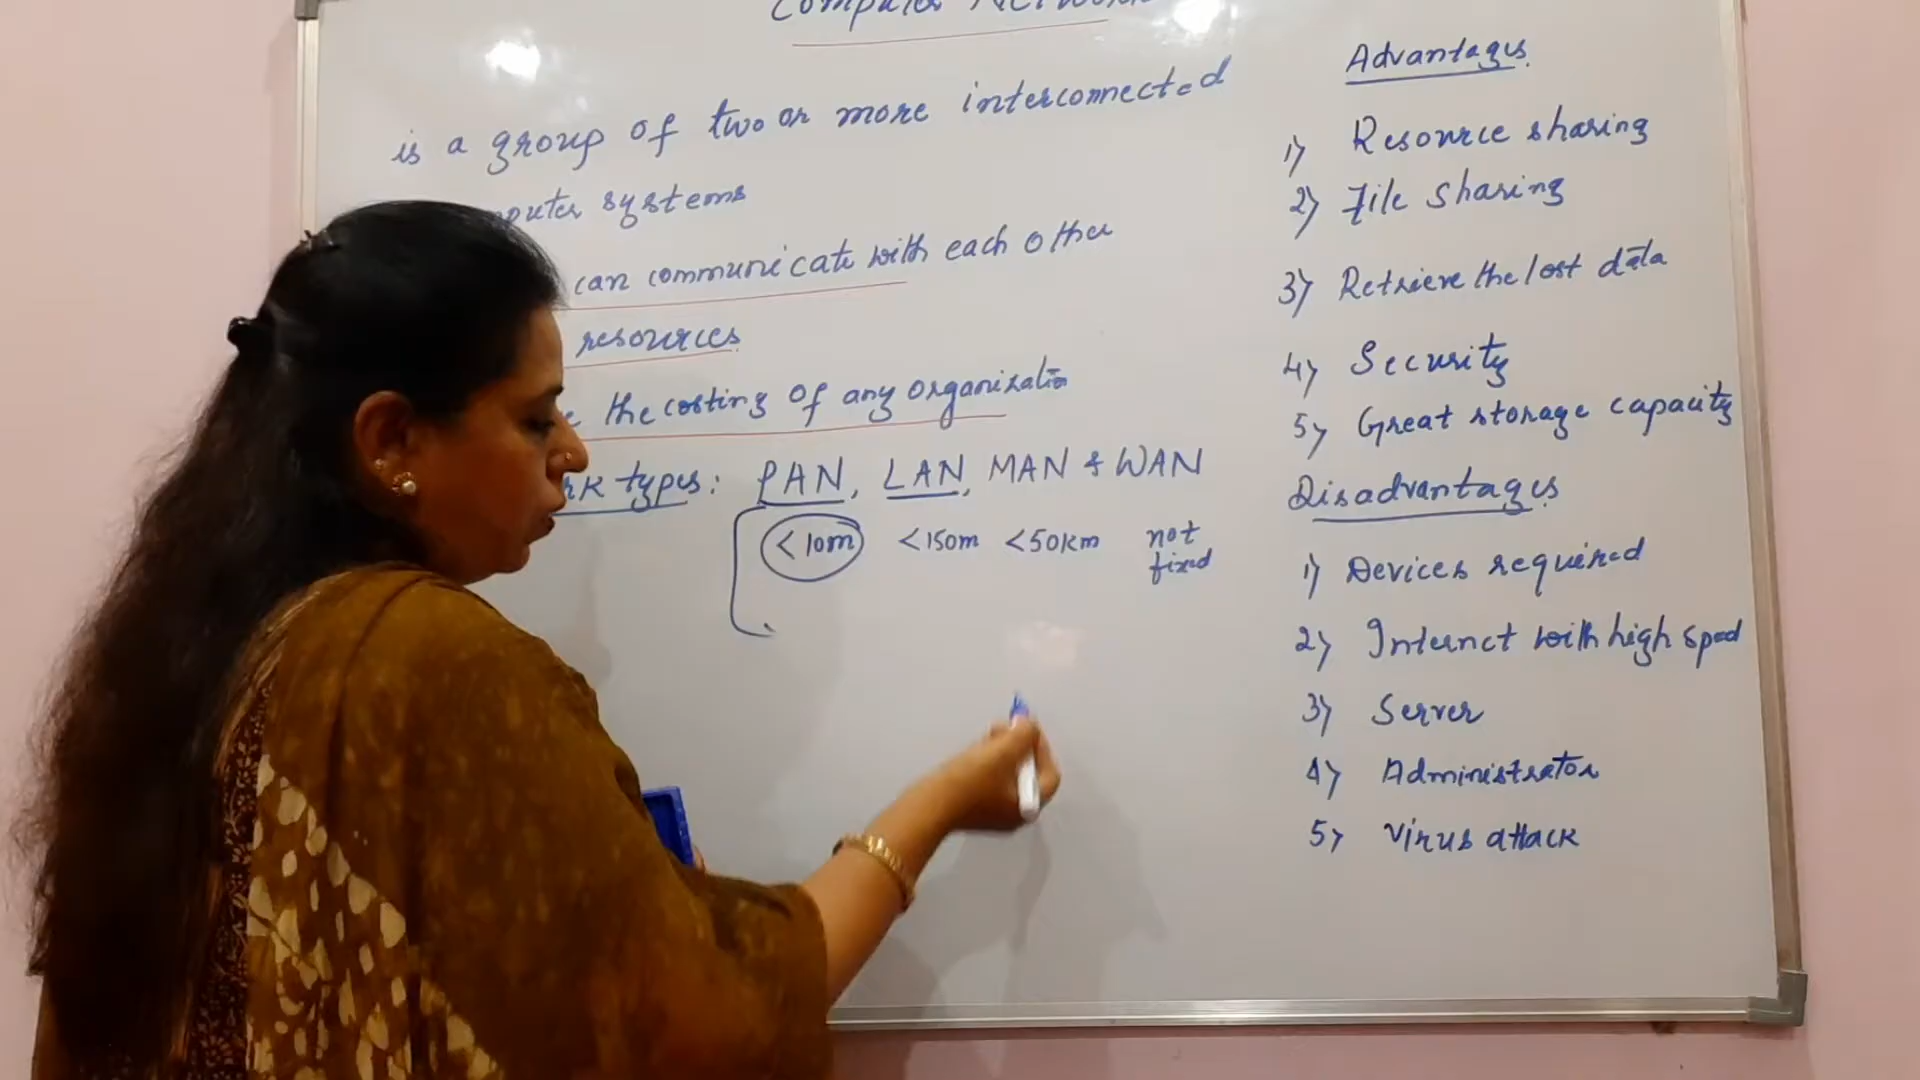 Computer Network
is a group of two or more interconnected
systems
can communicate with each other
resources
the costing of any organization
types: PAN, LAN, MAN & WAN
<10m <150m <50km not fixed
Advantages
1) Resource sharing
2) File sharing
3) Retrieve the lost data
4) Security
5) Great storage capacity
Disadvantages
1) Devices required
2) Internet with high speed
3) Server
4) Administrator
5) Virus attack